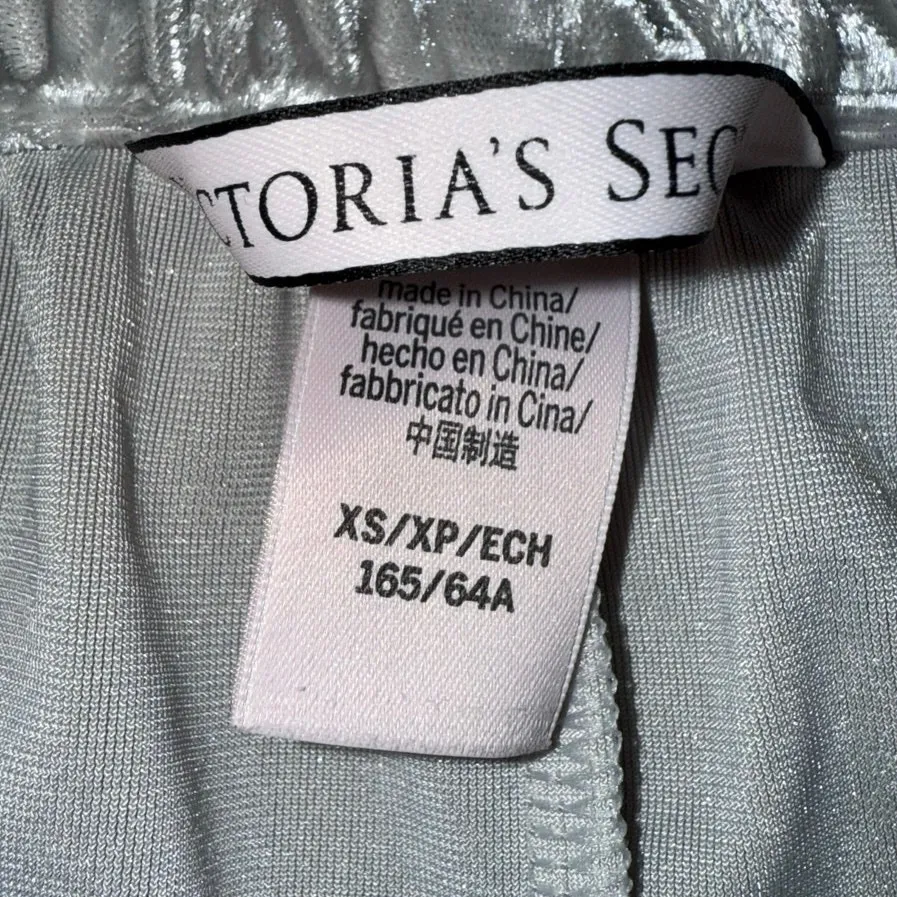 CTORIA'S SEC
made in China/
fabriqué en Chine/
hecho en China/
fabbricato in Cina/
中国制造
XS/XP/ECH
165/64A